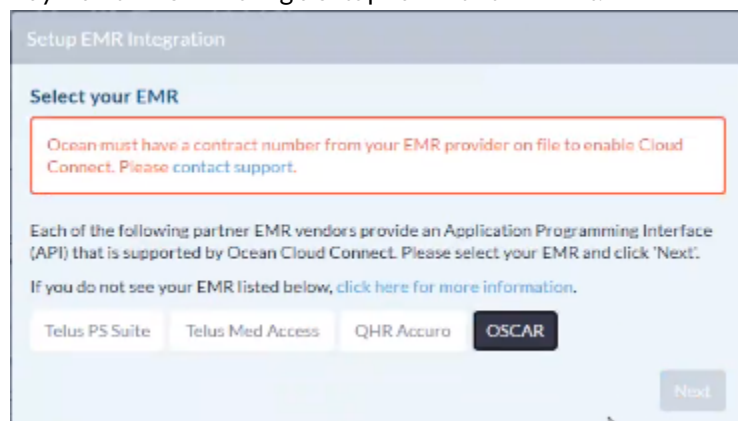 Setup EMR Integration
Select your EMR
Ocean must have a contract number from your EMR provider on file to enable Cloud
Connect. Please contact support.
Each of the following partner EMR vendors provide an Application Programming Interface
(API) that is supported by Ocean Cloud Connect. Please select your EMR and click 'Next'.
If you do not see your EMR listed below, click here for more information.
Telus PS Suite Telus Med Access QHR Accuro OSCAR
Next